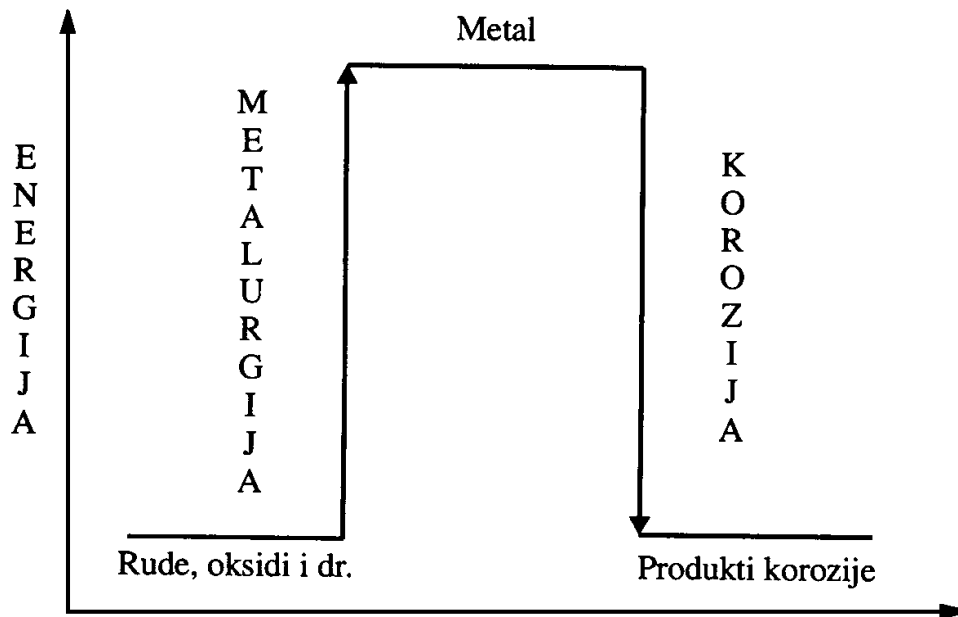 Metal
ENERGIJA
METALURGIJA
KOROZIJA
Rude, oksidi i dr.
Produkti korozije